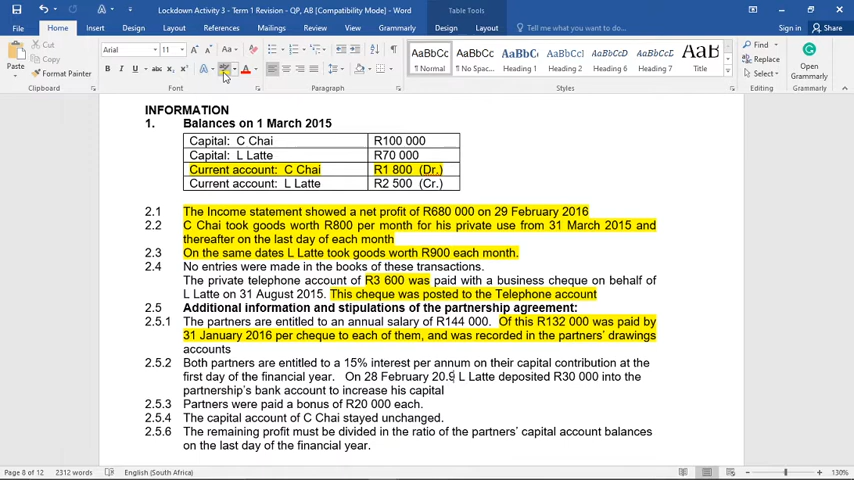 Lockdown Activity 3 - Term 1 Revision - QP, AB [Compatibility Mode] - Word
Table Tools
Sign in
File Home Insert Design Layout References Mailings Review View Grammarly Design Layout Tell me what you want to do... Share
Cut
Copy
Format Painter
Paste
Clipboard
Arial 11
B I U abc X₂ X²
Font
Paragraph
AaBbCc AaBbCc AaBbCc AaBbCc AaBbCcD AaBbCcD AaB
¶ Normal ¶ No Spac... Heading 1 Heading 2 Heading 3 Heading 4 Title
Styles
Find
Replace
Select
Editing
Open Grammarly
Grammarly
INFORMATION
1. Balances on 1 March 2015
Capital: C Chai R100 000
Capital: L Latte R70 000
Current account: C Chai R1 800 (Dr.)
Current account: L Latte R2 500 (Cr.)
2.1 The Income statement showed a net profit of R680 000 on 29 February 2016
2.2 C Chai took goods worth R800 per month for his private use from 31 March 2015 and
thereafter on the last day of each month
2.3 On the same dates L Latte took goods worth R900 each month.
2.4 No entries were made in the books of these transactions.
The private telephone account of R3 600 was paid with a business cheque on behalf of
L Latte on 31 August 2015. This cheque was posted to the Telephone account
2.5 Additional information and stipulations of the partnership agreement:
2.5.1 The partners are entitled to an annual salary of R144 000. Of this R132 000 was paid by
31 January 2016 per cheque to each of them, and was recorded in the partners' drawings
accounts
2.5.2 Both partners are entitled to a 15% interest per annum on their capital contribution at the
first day of the financial year. On 28 February 20.9 L Latte deposited R30 000 into the
partnership's bank account to increase his capital
2.5.3 Partners were paid a bonus of R20 000 each.
2.5.4 The capital account of C Chai stayed unchanged.
2.5.6 The remaining profit must be divided in the ratio of the partners' capital account balances
on the last day of the financial year.
Page 8 of 12 2312 words English (South Africa) 130%